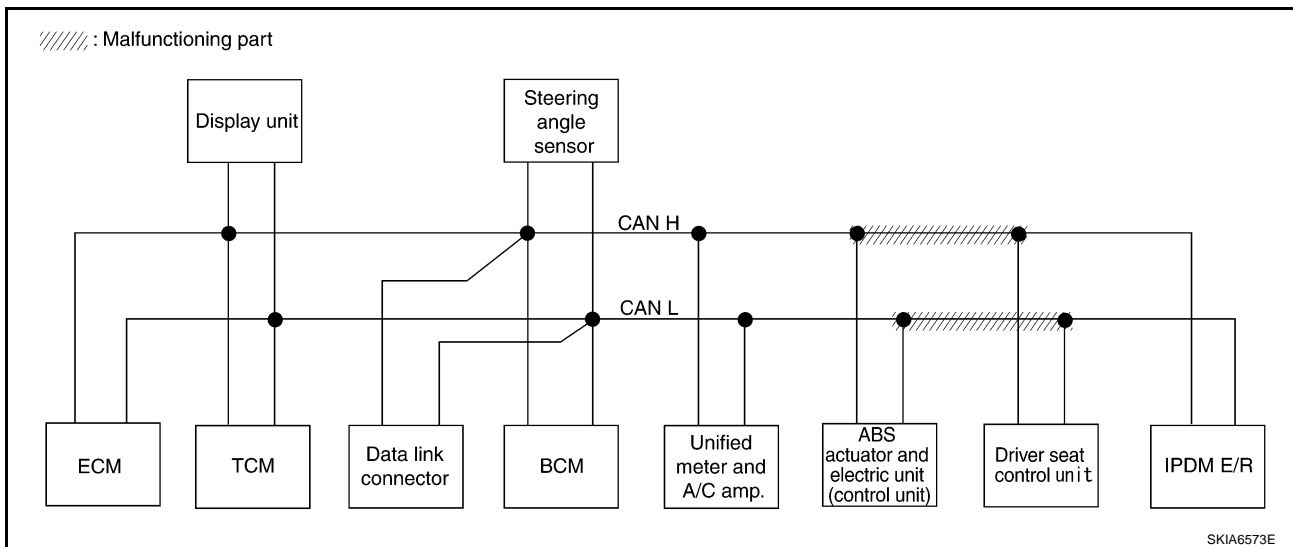 : Malfunctioning part
Display unit
Steering
angle
sensor
CAN H
CAN L
ECM
TCM
Data link
connector
BCM
Unified
meter and
A/C amp.
ABS
actuator and
electric unit
(control unit)
Driver seat
control unit
IPDM E/R
SKIA6573E